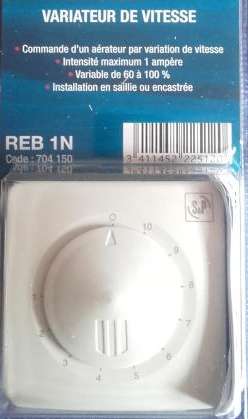 VARIATEUR DE VITESSE
• Commande d'un aérateur par variation de vitesse
• Intensité maximum 1 ampère
• Variable de 60 à 100 %
• Installation en saillie ou encastrée
REB 1N
Code : 704 150
S&P
0
10
9
8
7
6
5
4
3
2
1